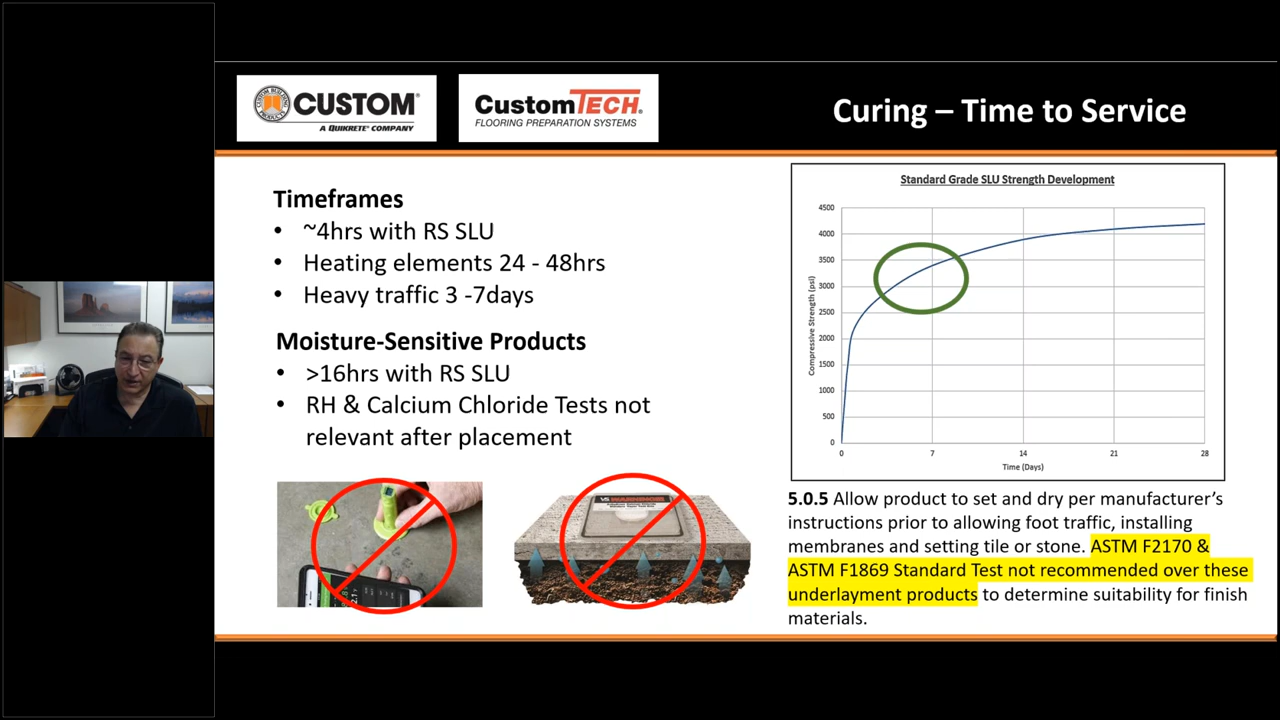 CUSTOM®
A QUIKRETE® COMPANY
CustomTECH®
FLOORING PREPARATION SYSTEMS
Curing – Time to Service
Timeframes
• ~4hrs with RS SLU
• Heating elements 24 - 48hrs
• Heavy traffic 3 -7days
Moisture-Sensitive Products
• >16hrs with RS SLU
• RH & Calcium Chloride Tests not
relevant after placement
WARNING!
Standard Grade SLU Strength Development
Compressive Strength (psi)
4500
4000
3500
3000
2500
2000
1500
1000
500
0
0 7 14 21 28
Time (Days)
5.0.5 Allow product to set and dry per manufacturer’s
instructions prior to allowing foot traffic, installing
membranes and setting tile or stone. ASTM F2170 &
ASTM F1869 Standard Test not recommended over these
underlayment products to determine suitability for finish
materials.